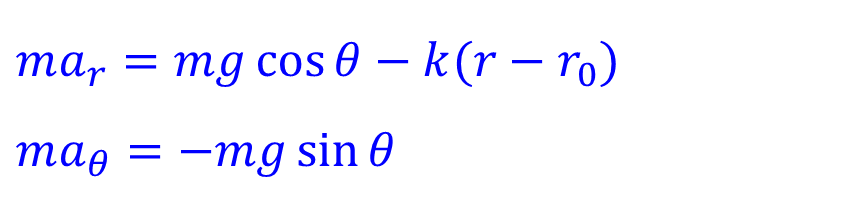 ma_r = mg cos θ − k(r − r_0)
ma_θ = −mg sin θ